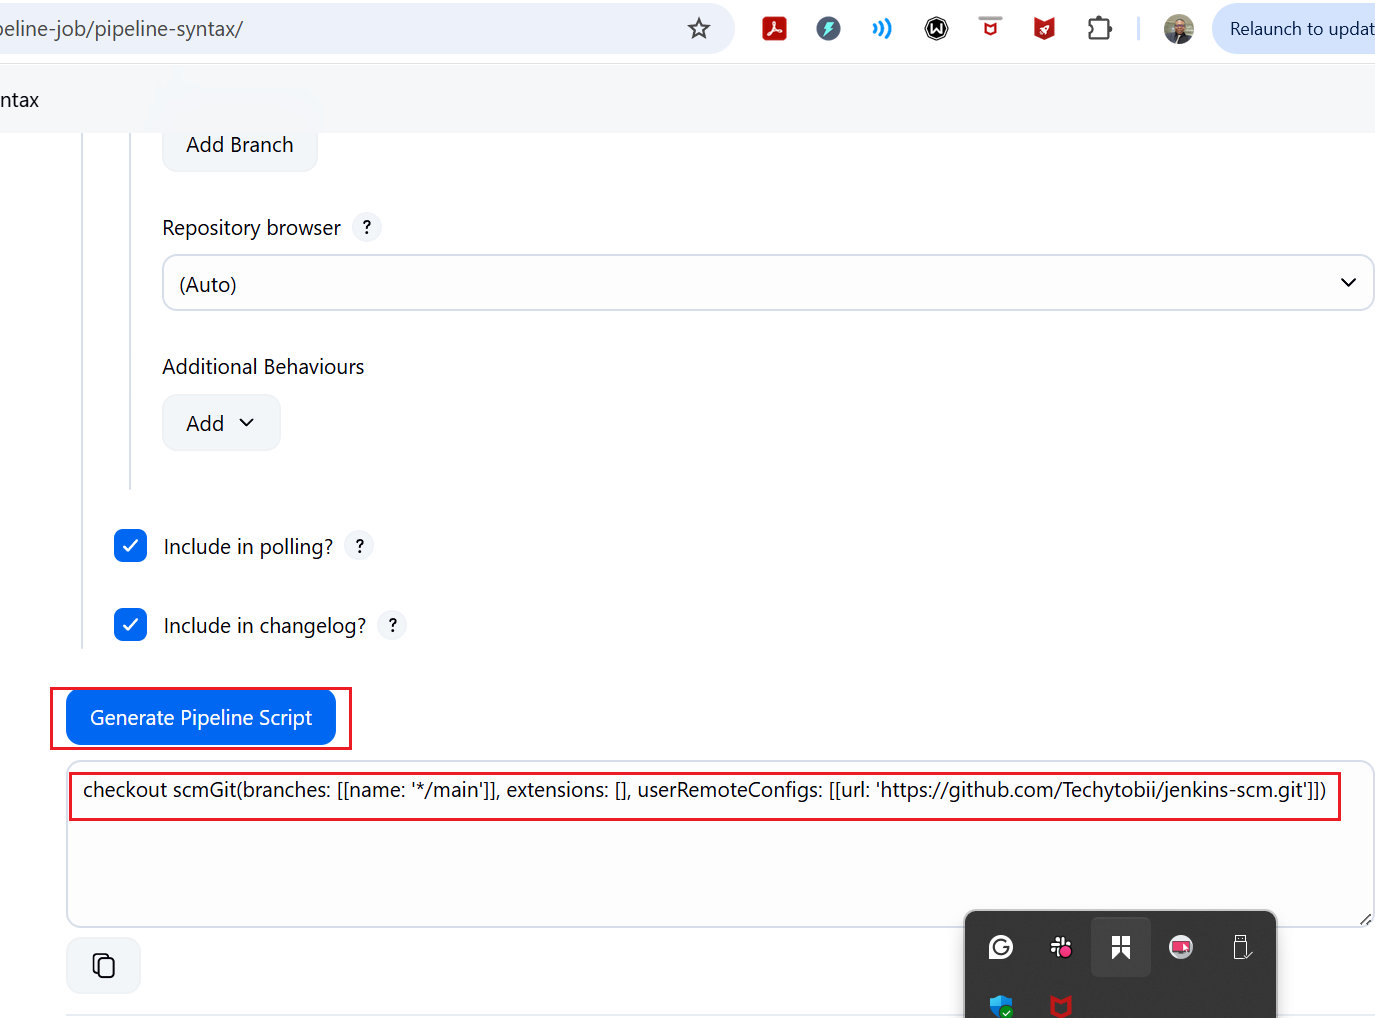 eline-job/pipeline-syntax/
Relaunch to updat
ntax
Add Branch
Repository browser ?
(Auto)
Additional Behaviours
Add
Include in polling? ?
Include in changelog? ?
Generate Pipeline Script
checkout scmGit(branches: [[name: '*/main']], extensions: [], userRemoteConfigs: [[url: 'https://github.com/Techytobii/jenkins-scm.git']])